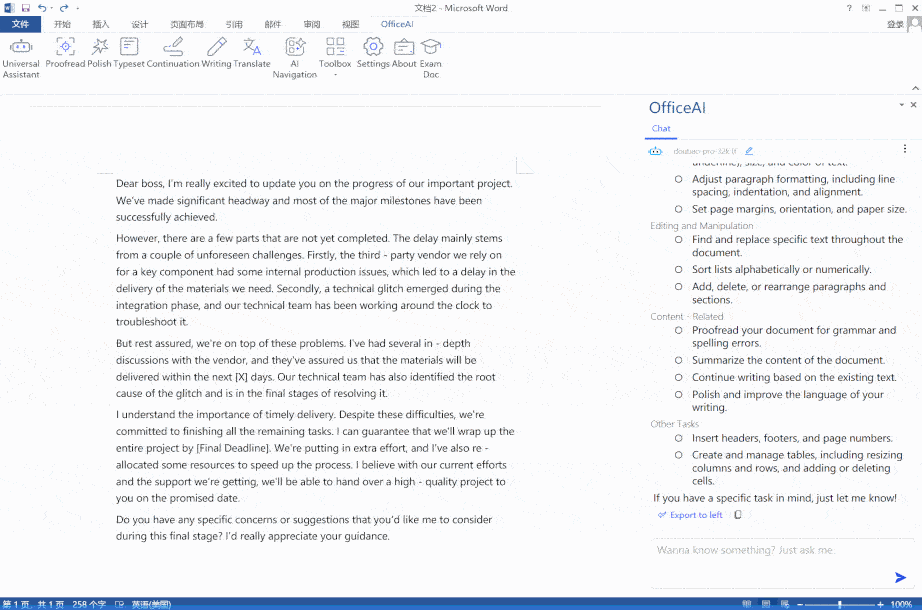 文档2 - Microsoft Word
?
登录
文件 开始 插入 设计 页面布局 引用 邮件 审阅 视图 OfficeAI
Universal Assistant Proofread Polish Typeset Continuation Writing Translate AI Navigation Toolbox Settings About Exam Doc
Dear boss, I'm really excited to update you on the progress of our important project.
We've made significant headway and most of the major milestones have been
successfully achieved.
However, there are a few parts that are not yet completed. The delay mainly stems
from a couple of unforeseen challenges. Firstly, the third - party vendor we rely on
for a key component had some internal production issues, which led to a delay in the
delivery of the materials we need. Secondly, a technical glitch emerged during the
integration phase, and our technical team has been working around the clock to
troubleshoot it.
But rest assured, we're on top of these problems. I've had several in - depth
discussions with the vendor, and they've assured us that the materials will be
delivered within the next [X] days. Our technical team has also identified the root
cause of the glitch and is in the final stages of resolving it.
I understand the importance of timely delivery. Despite these difficulties, we're
committed to finishing all the remaining tasks. I can guarantee that we'll wrap up the
entire project by [Final Deadline]. We're putting in extra effort, and I've also re -
allocated some resources to speed up the process. I believe with our current efforts
and the support we're getting, we'll be able to hand over a high - quality project to
you on the promised date.
Do you have any specific concerns or suggestions that you'd like me to consider
during this final stage? I'd really appreciate your guidance.
OfficeAI
Chat
doubao-pro-32k
underline), size, and color of text.
Adjust paragraph formatting, including line
spacing, indentation, and alignment.
Set page margins, orientation, and paper size.
Editing and Manipulation
Find and replace specific text throughout the
document.
Sort lists alphabetically or numerically.
Add, delete, or rearrange paragraphs and
sections.
Content - Related
Proofread your document for grammar and
spelling errors.
Summarize the content of the document.
Continue writing based on the existing text.
Polish and improve the language of your
writing.
Other Tasks
Insert headers, footers, and page numbers.
Create and manage tables, including resizing
columns and rows, and adding or deleting
cells.
If you have a specific task in mind, just let me know!
Export to left
Wanna know something? Just ask me.
第 1 页，共 1 页 258 个字 英语(美国) 100%